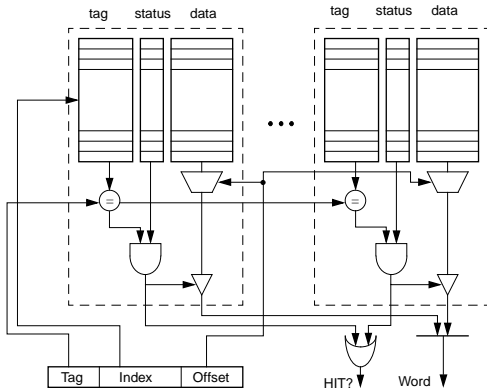 tag status data
tag status data
...
=
=
HIT?
Word
Tag Index Offset